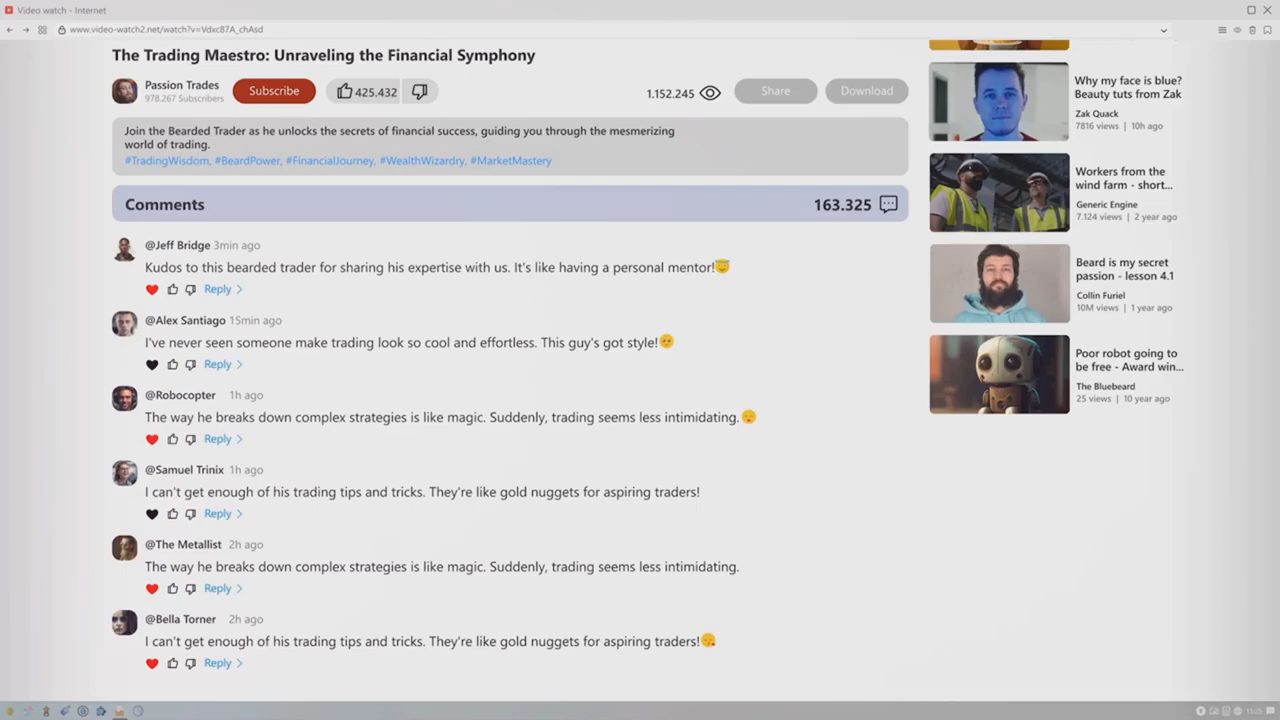 Video watch - Internet
www.video-watch2.net/watch?v=Vdxc87A_chAsd
The Trading Maestro: Unraveling the Financial Symphony
Passion Trades
978.267 Subscribers
Subscribe
425.432
1.152.245
Share
Download
Join the Bearded Trader as he unlocks the secrets of financial success, guiding you through the mesmerizing
world of trading.
#TradingWisdom, #BeardPower, #FinancialJourney, #WealthWizardry, #MarketMastery
Comments
163.325
@Jeff Bridge 3min ago
Kudos to this bearded trader for sharing his expertise with us. It's like having a personal mentor!😇
Reply >
@Alex Santiago 15min ago
I've never seen someone make trading look so cool and effortless. This guy's got style!
Reply >
@Robocopter 1h ago
The way he breaks down complex strategies is like magic. Suddenly, trading seems less intimidating.
Reply >
@Samuel Trinix 1h ago
I can't get enough of his trading tips and tricks. They're like gold nuggets for aspiring traders!
Reply >
@The Metallist 2h ago
The way he breaks down complex strategies is like magic. Suddenly, trading seems less intimidating.
Reply >
@Bella Torner 2h ago
I can't get enough of his trading tips and tricks. They're like gold nuggets for aspiring traders!
Reply >
Why my face is blue?
Beauty tuts from Zak
Zak Quack
7816 views | 10h ago
Workers from the
wind farm - short...
Generic Engine
7.124 views | 2 year ago
Beard is my secret
passion - lesson 4.1
Collin Furiel
10M views | 1 year ago
Poor robot going to
be free - Award win...
The Bluebeard
25 views | 10 year ago